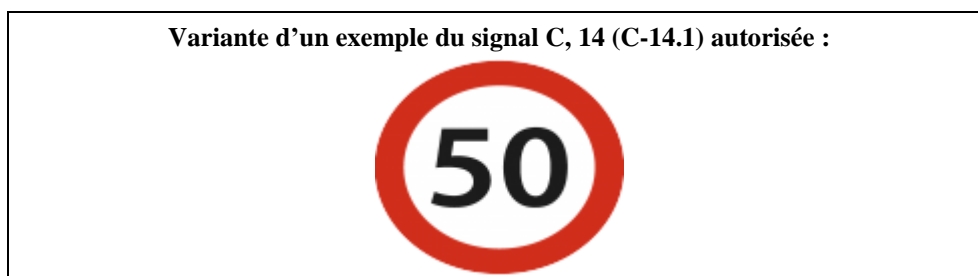 Variante d’un exemple du signal C, 14 (C-14.1) autorisée :
50